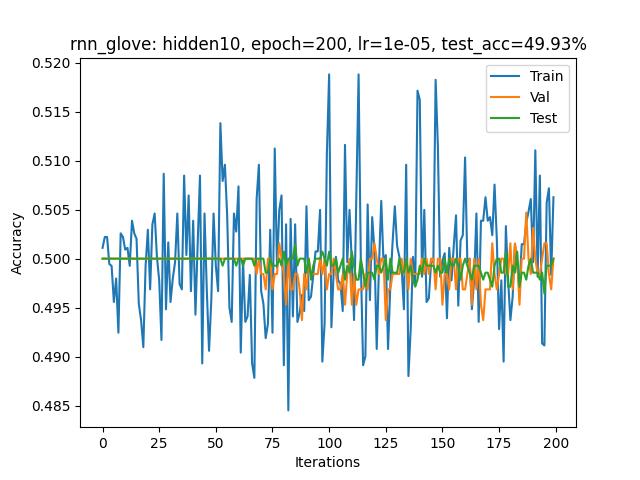 rnn_glove: hidden10, epoch=200, lr=1e-05, test_acc=49.93%
0.520
0.515
0.510
0.505
0.500
0.495
0.490
0.485
Accuracy
Train
Val
Test
0 25 50 75 100 125 150 175 200
Iterations